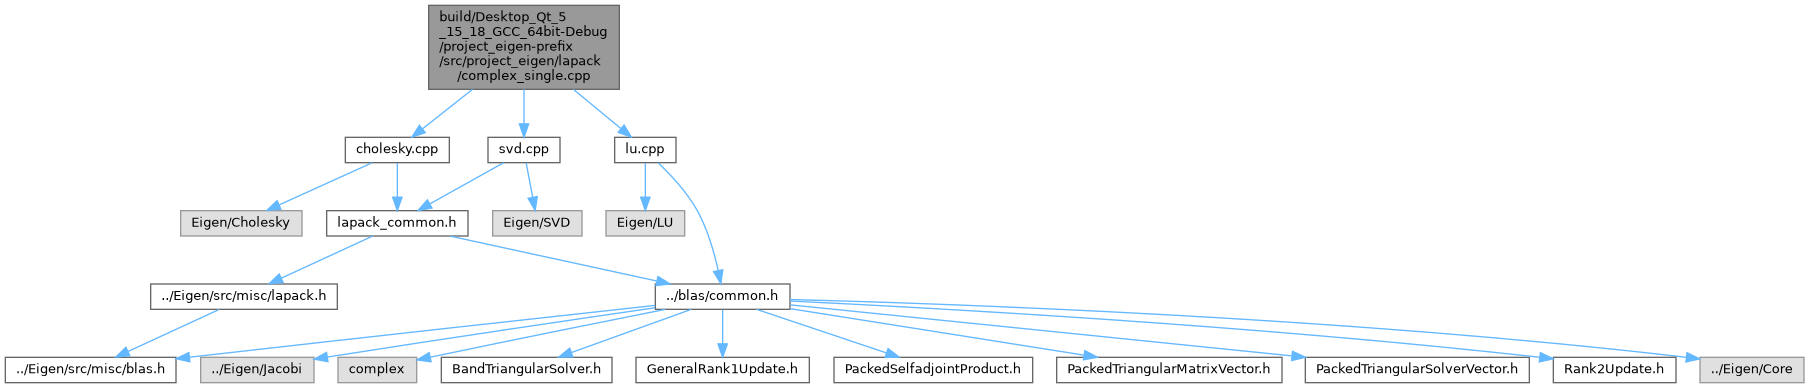 build/Desktop_Qt_5
_15_18_GCC_64bit-Debug
/project_eigen-prefix
/src/project_eigen/lapack
/complex_single.cpp
cholesky.cpp
svd.cpp
lu.cpp
Eigen/Cholesky
lapack_common.h
Eigen/SVD
Eigen/LU
../Eigen/src/misc/lapack.h
../blas/common.h
../Eigen/src/misc/blas.h
../Eigen/Jacobi
complex
BandTriangularSolver.h
GeneralRank1Update.h
PackedSelfadjointProduct.h
PackedTriangularMatrixVector.h
PackedTriangularSolverVector.h
Rank2Update.h
../Eigen/Core